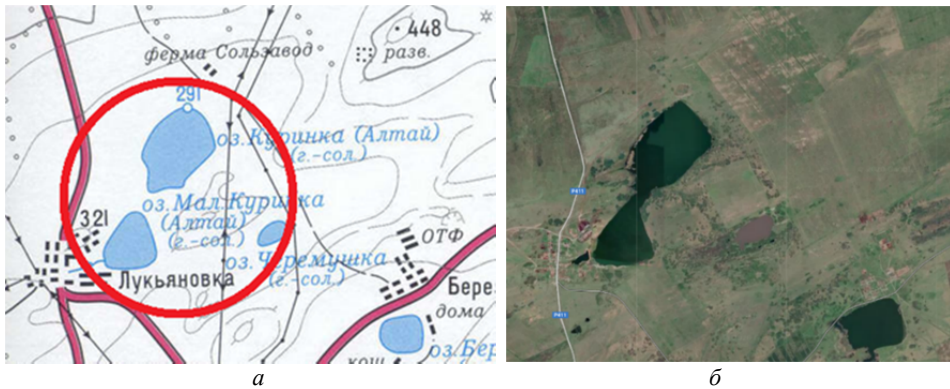 448
разв.
ферма Сользавод
291
оз. Куринка (Алтай)
(г.-сол.)
оз. Мал. Куринка
(Алтай)
(г.-сол.)
321
ОТФ
оз. Черемушка
(г.-сол.)
Лукьяновка
Бере
дома
оз. Бер
кош.
Р411
Р411
а
б